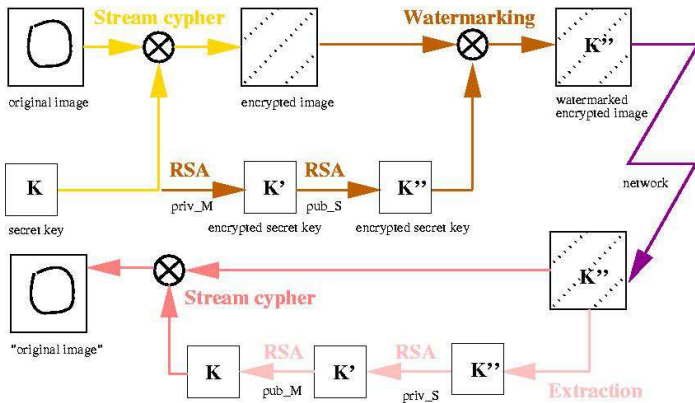 Stream cypher
Watermarking
K''
original image
encrypted image
watermarked
encrypted image
K
RSA
K'
RSA
K''
network
priv_M
pub_S
secret key
encrypted secret key
encrypted secret key
K''
Stream cypher
"original image"
K
RSA
K'
RSA
K''
pub_M
priv_S
Extraction